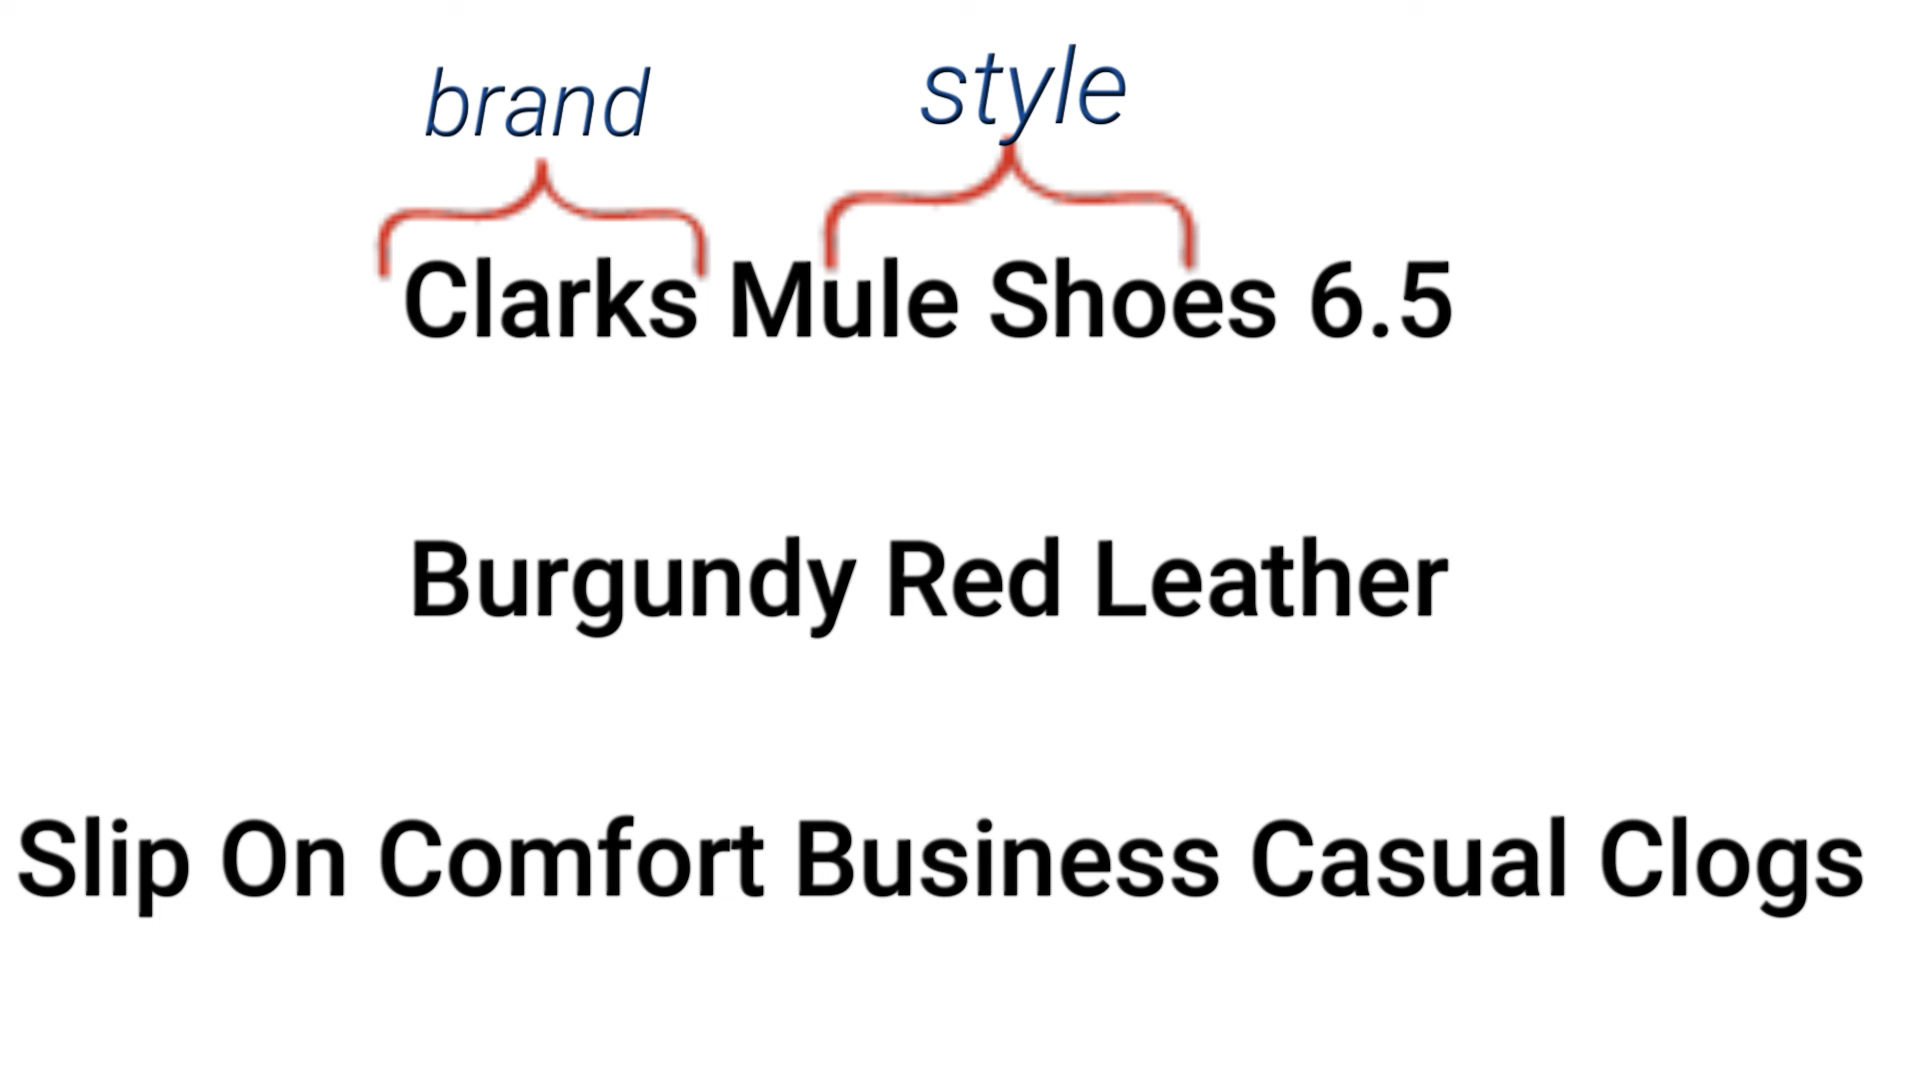 brand style
Clarks Mule Shoes 6.5
Burgundy Red Leather
Slip On Comfort Business Casual Clogs